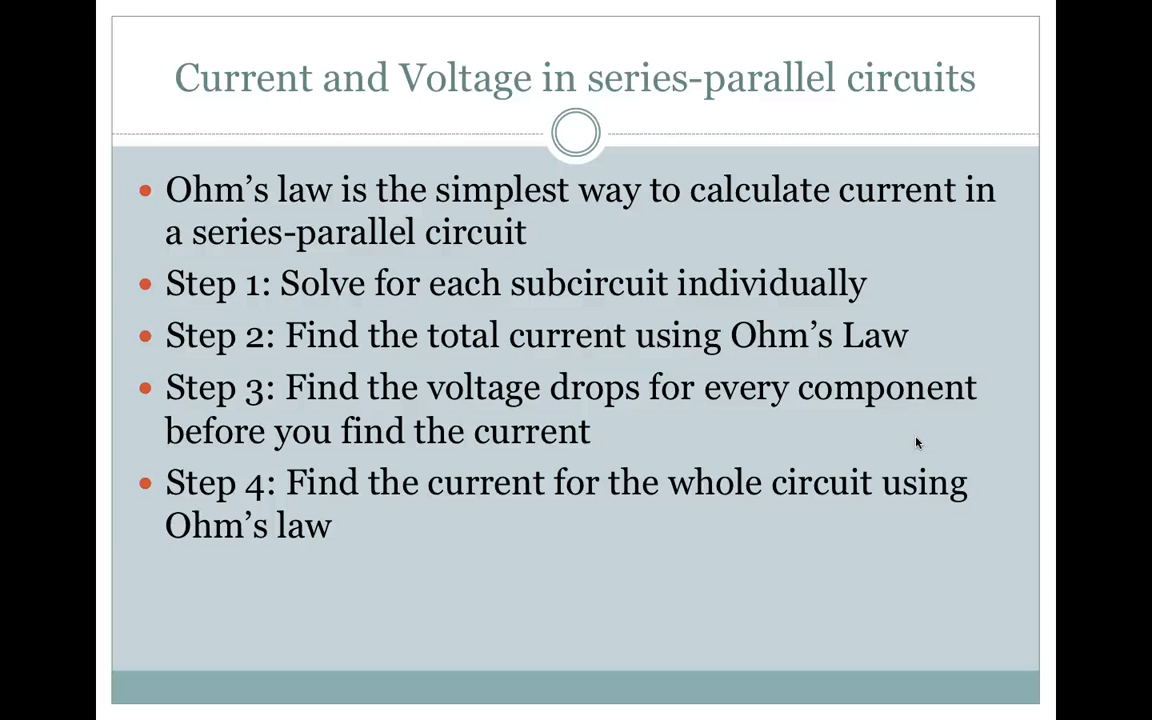 Current and Voltage in series-parallel circuits
• Ohm’s law is the simplest way to calculate current in
a series-parallel circuit
• Step 1: Solve for each subcircuit individually
• Step 2: Find the total current using Ohm’s Law
• Step 3: Find the voltage drops for every component
before you find the current
• Step 4: Find the current for the whole circuit using
Ohm’s law